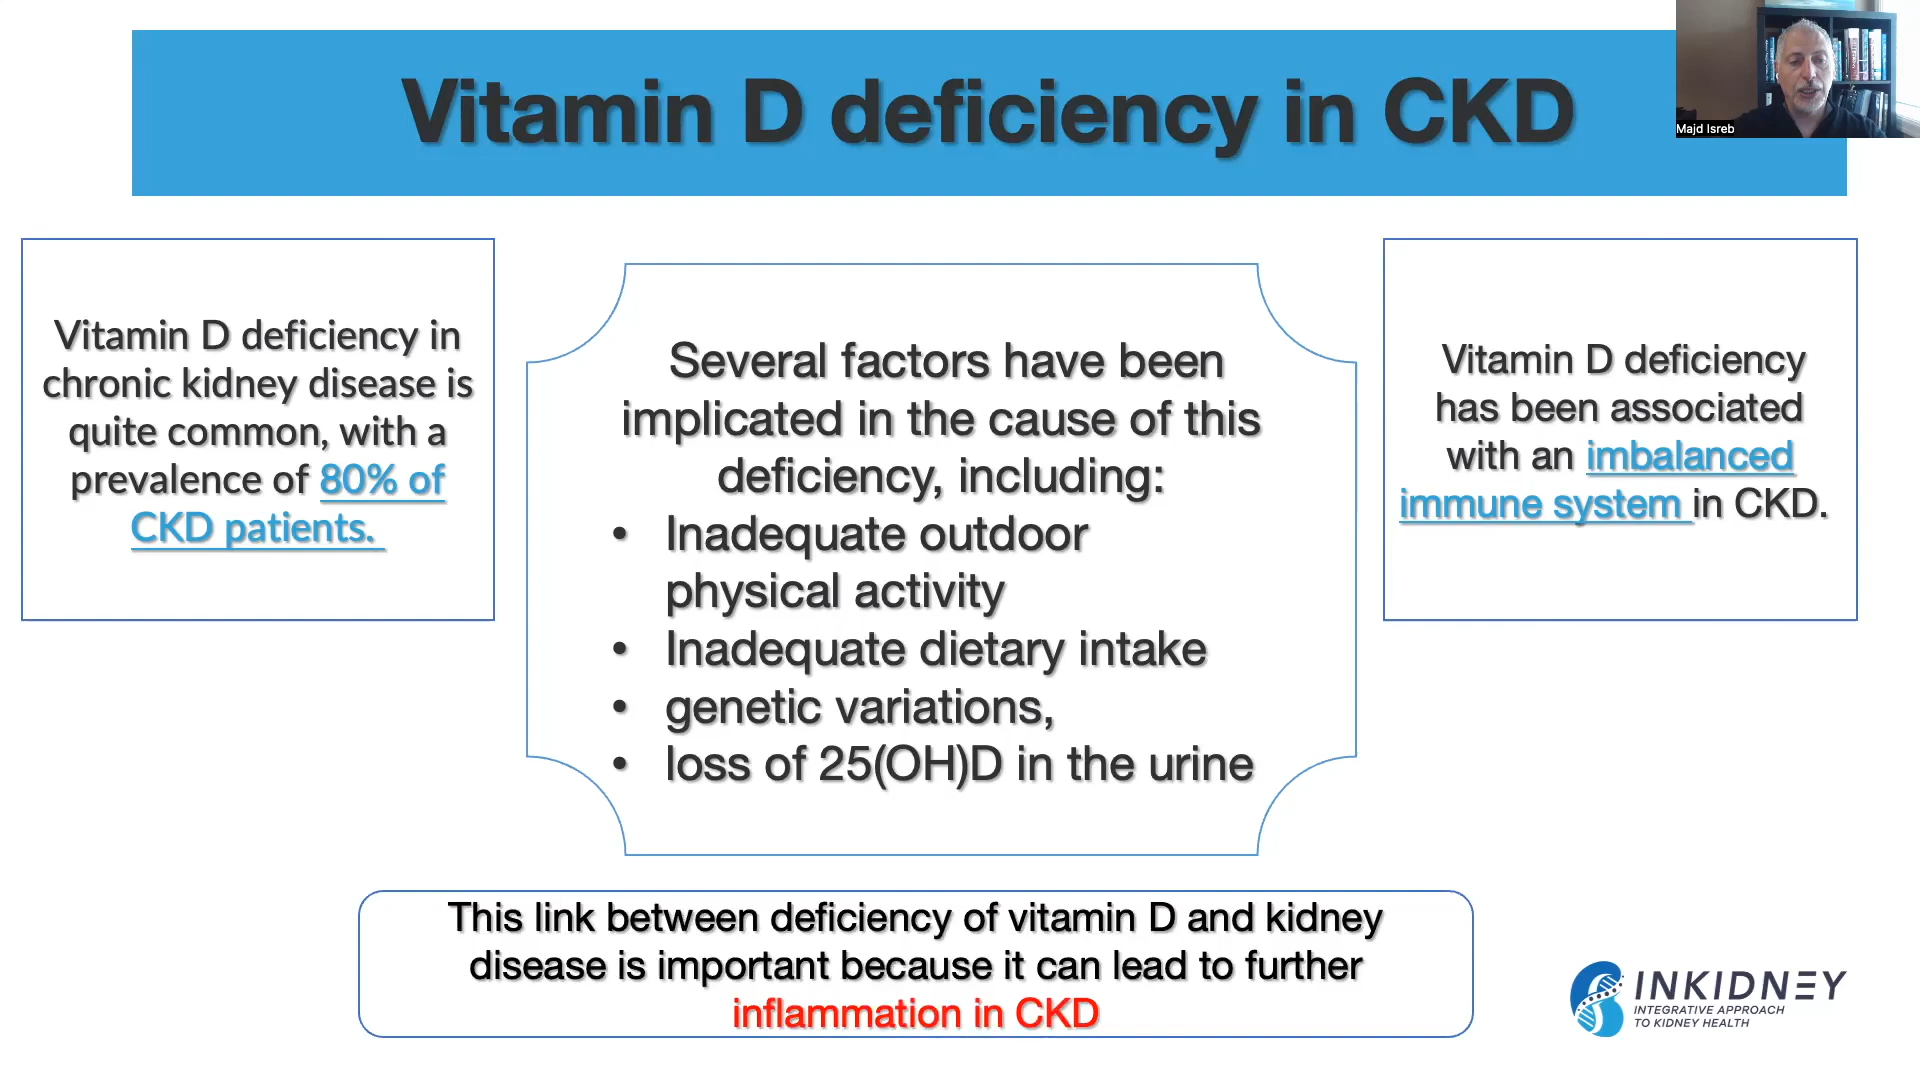 Vitamin D deficiency in CKD
Majd Isreb
Vitamin D deficiency in
chronic kidney disease is
quite common, with a
prevalence of 80% of
CKD patients.
Several factors have been
implicated in the cause of this
deficiency, including:
• Inadequate outdoor
physical activity
• Inadequate dietary intake
• genetic variations,
• loss of 25(OH)D in the urine
Vitamin D deficiency
has been associated
with an imbalanced
immune system in CKD.
This link between deficiency of vitamin D and kidney
disease is important because it can lead to further
inflammation in CKD
INKIDNEY
INTEGRATIVE APPROACH
TO KIDNEY HEALTH